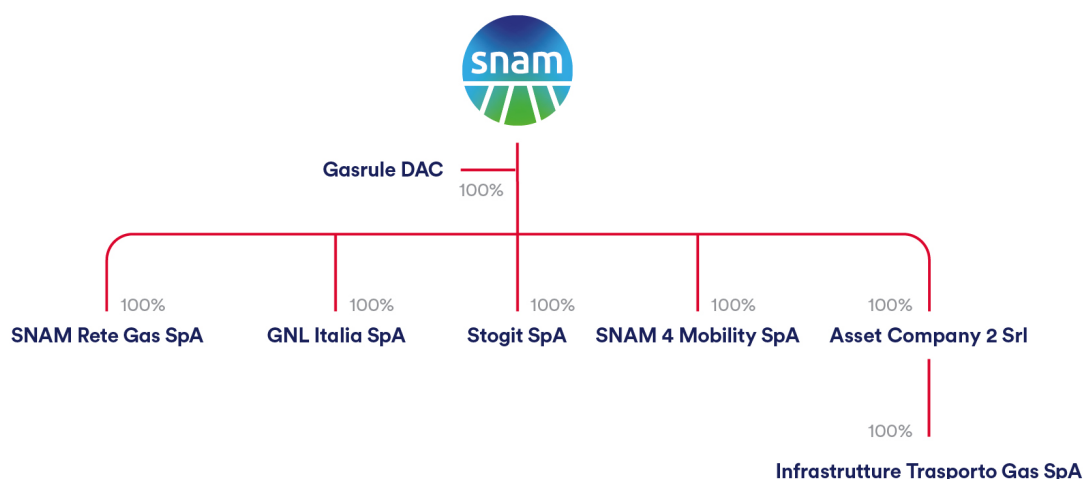 snam
Gasrule DAC
100%
100%
100%
100%
100%
100%
SNAM Rete Gas SpA
GNL Italia SpA
Stogit SpA
SNAM 4 Mobility SpA
Asset Company 2 Srl
100%
Infrastrutture Trasporto Gas SpA